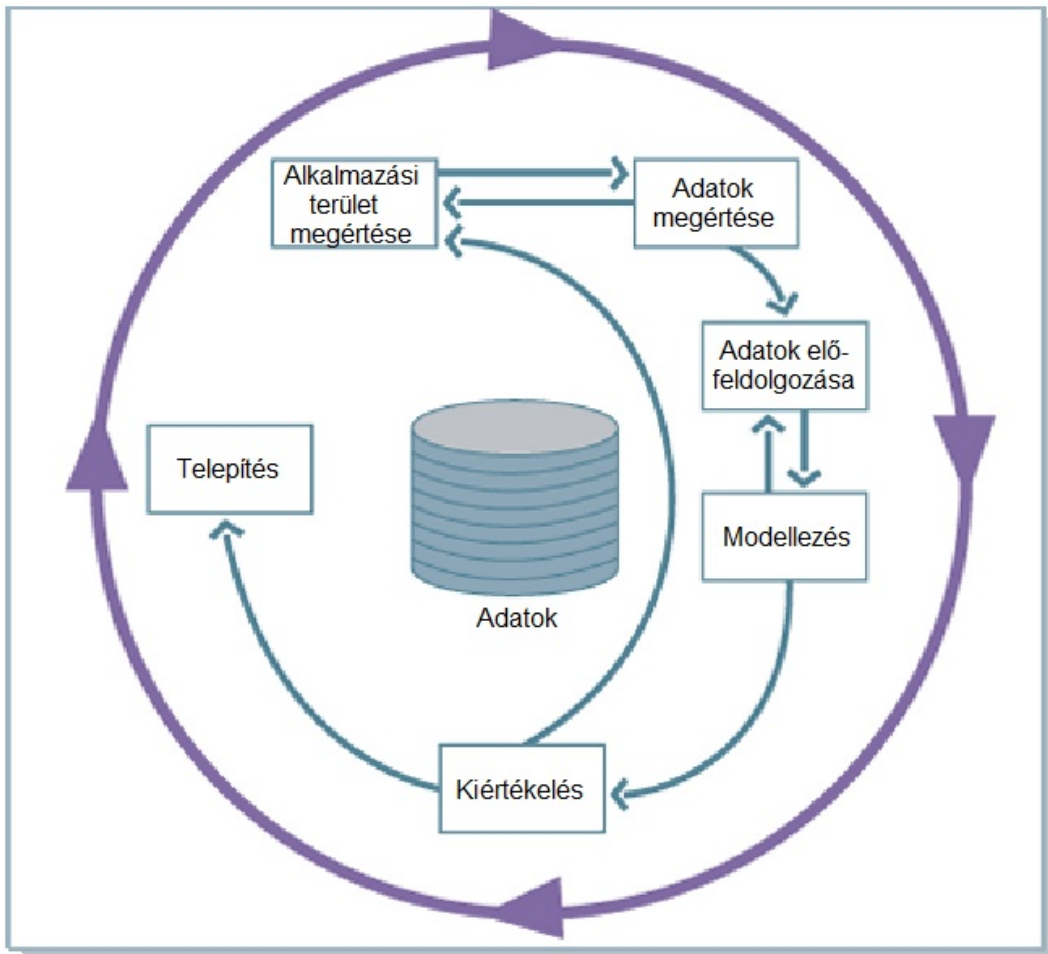 Alkalmazási
terület
megértése
Adatok
megértése
Adatok elő-
feldolgozása
Telepítés
Modellezés
Adatok
Kiértékelés